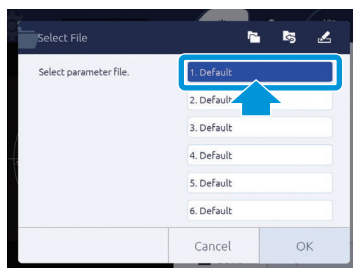 Select File
Select parameter file.
1. Default
2. Default
3. Default
4. Default
5. Default
6. Default
Cancel
OK